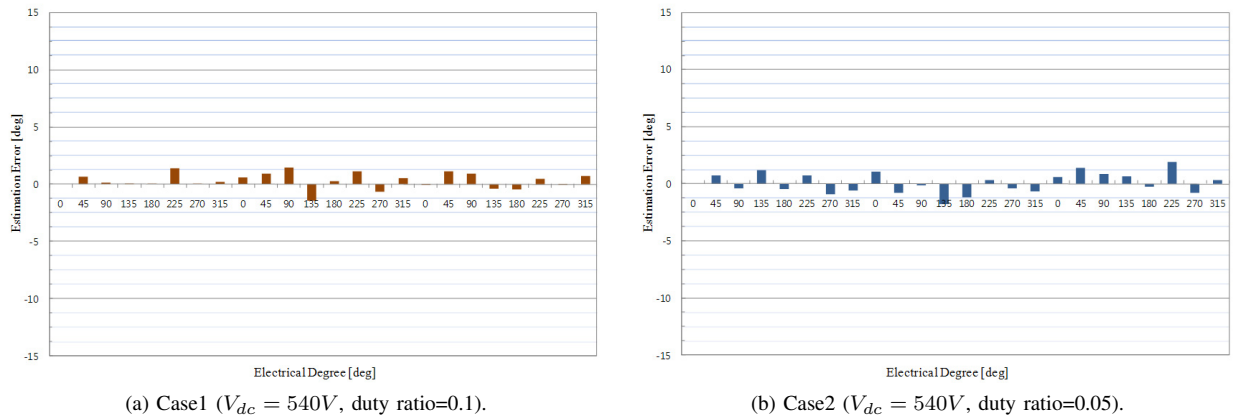 15
10
5
0
-5
-10
-15
Estimation Error [deg]
0 45 90 135 180 225 270 315 0 45 90 135 180 225 270 315 0 45 90 135 180 225 270 315
Electrical Degree [deg]
(a) Case1 (V_dc = 540V, duty ratio=0.1).
15
10
5
0
-5
-10
-15
Estimation Error [deg]
0 45 90 135 180 225 270 315 0 45 90 135 180 225 270 315 0 45 90 135 180 225 270 315
Electrical Degree [deg]
(b) Case2 (V_dc = 540V, duty ratio=0.05).